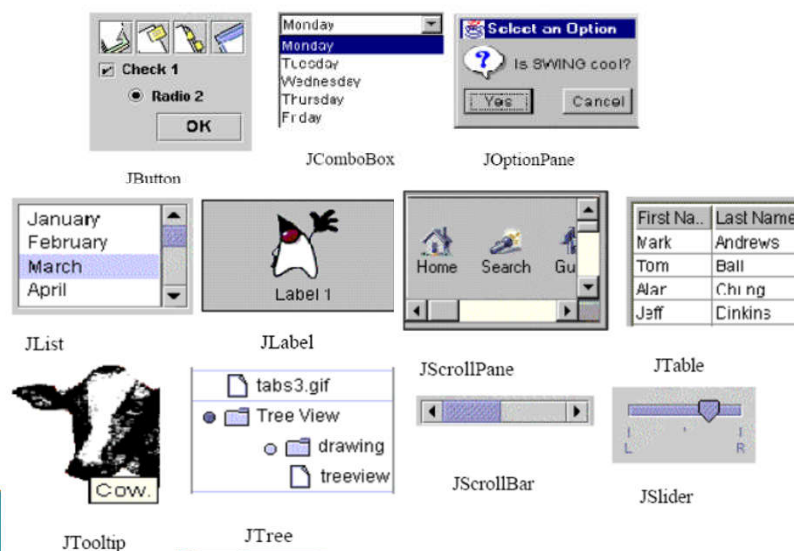 Check 1
Radio 2
OK
JButton
Monday
Monday
Tuesday
Wednesday
Thursday
Friday
JComboBox
Select an Option
Is SWING cool?
Yes
Cancel
JOptionPane
January
February
March
April
JList
Label 1
JLabel
Home Search Gu
JScrollPane
First Na.. Last Name
Mark Andrews
Tom Ball
Alan Chung
Jeff Dinkins
JTable
Cow.
JTooltip
tabs3.gif
Tree View
drawing
treeview
JTree
JScrollBar
L R
JSlider